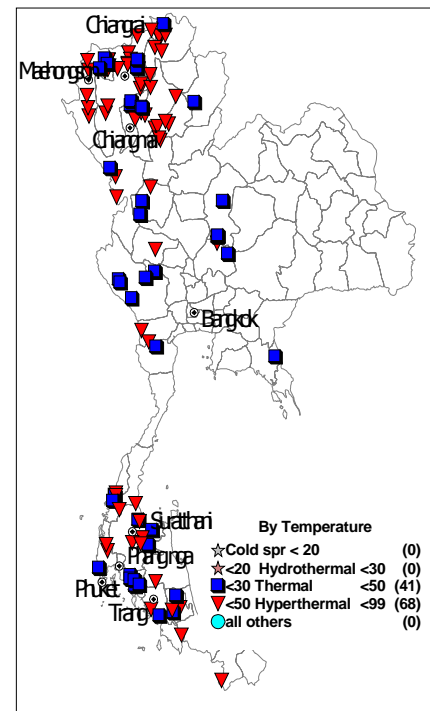 Chiangrai
Maehongson
Chiangmai
Bangkok
Suratthani
Phangnga
Phuket
Trang
By Temperature
Cold spr < 20 (0)
<20 Hydrothermal <30 (0)
<30 Thermal <50 (41)
<50 Hyperthermal <99 (68)
all others (0)